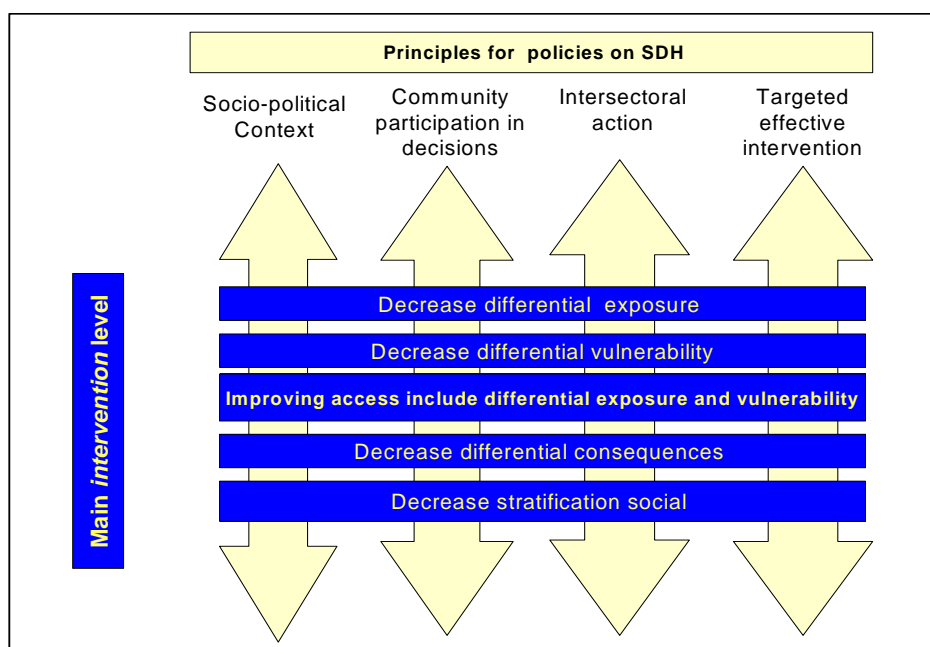 Principles for policies on SDH
Socio-political
Context
Community
participation in
decisions
Intersectoral
action
Targeted
effective
intervention
Main intervention level
Decrease differential exposure
Decrease differential vulnerability
Improving access include differential exposure and vulnerability
Decrease differential consequences
Decrease stratification social